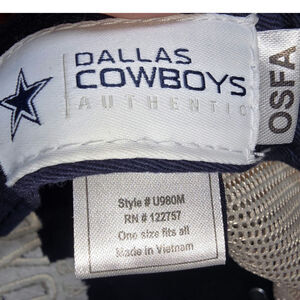 DALLAS
COWBOYS
AUTHENTIC
OSFA
Style # U980M
RN # 122757
One size fits all
Made in Vietnam